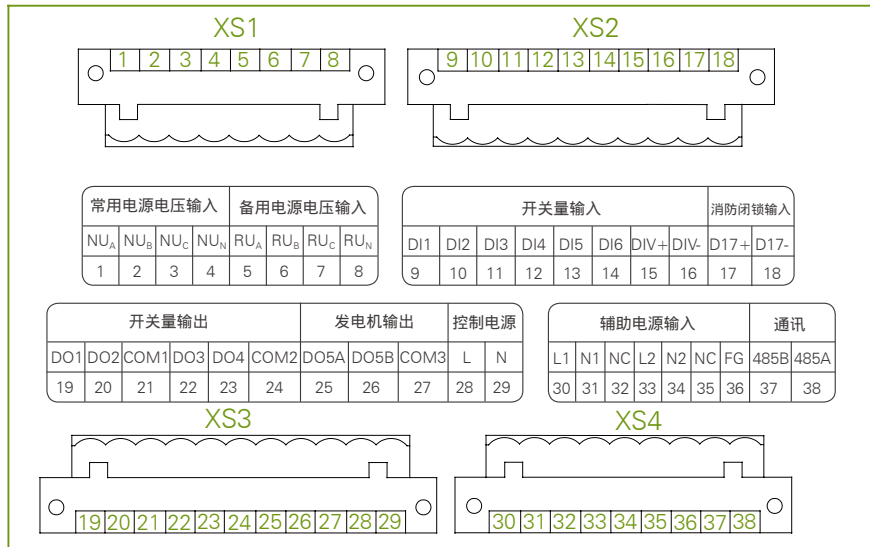 XS1 XS2
1 2 3 4 5 6 7 8 9 10 11 12 13 14 15 16 17 18
常用电源电压输入 备用电源电压输入 开关量输入 消防闭锁输入
NU_A NU_B NU_C NU_N RU_A RU_B RU_C RU_N DI1 DI2 DI3 DI4 DI5 DI6 DIV+ DIV- D17+ D17-
1 2 3 4 5 6 7 8 9 10 11 12 13 14 15 16 17 18
开关量输出 发电机输出 控制电源 辅助电源输入 通讯
DO1 DO2 COM1 DO3 DO4 COM2 DO5A DO5B COM3 L N L1 N1 NC L2 N2 NC FG 485B 485A
19 20 21 22 23 24 25 26 27 28 29 30 31 32 33 34 35 36 37 38
XS3 XS4
19 20 21 22 23 24 25 26 27 28 29 30 31 32 33 34 35 36 37 38